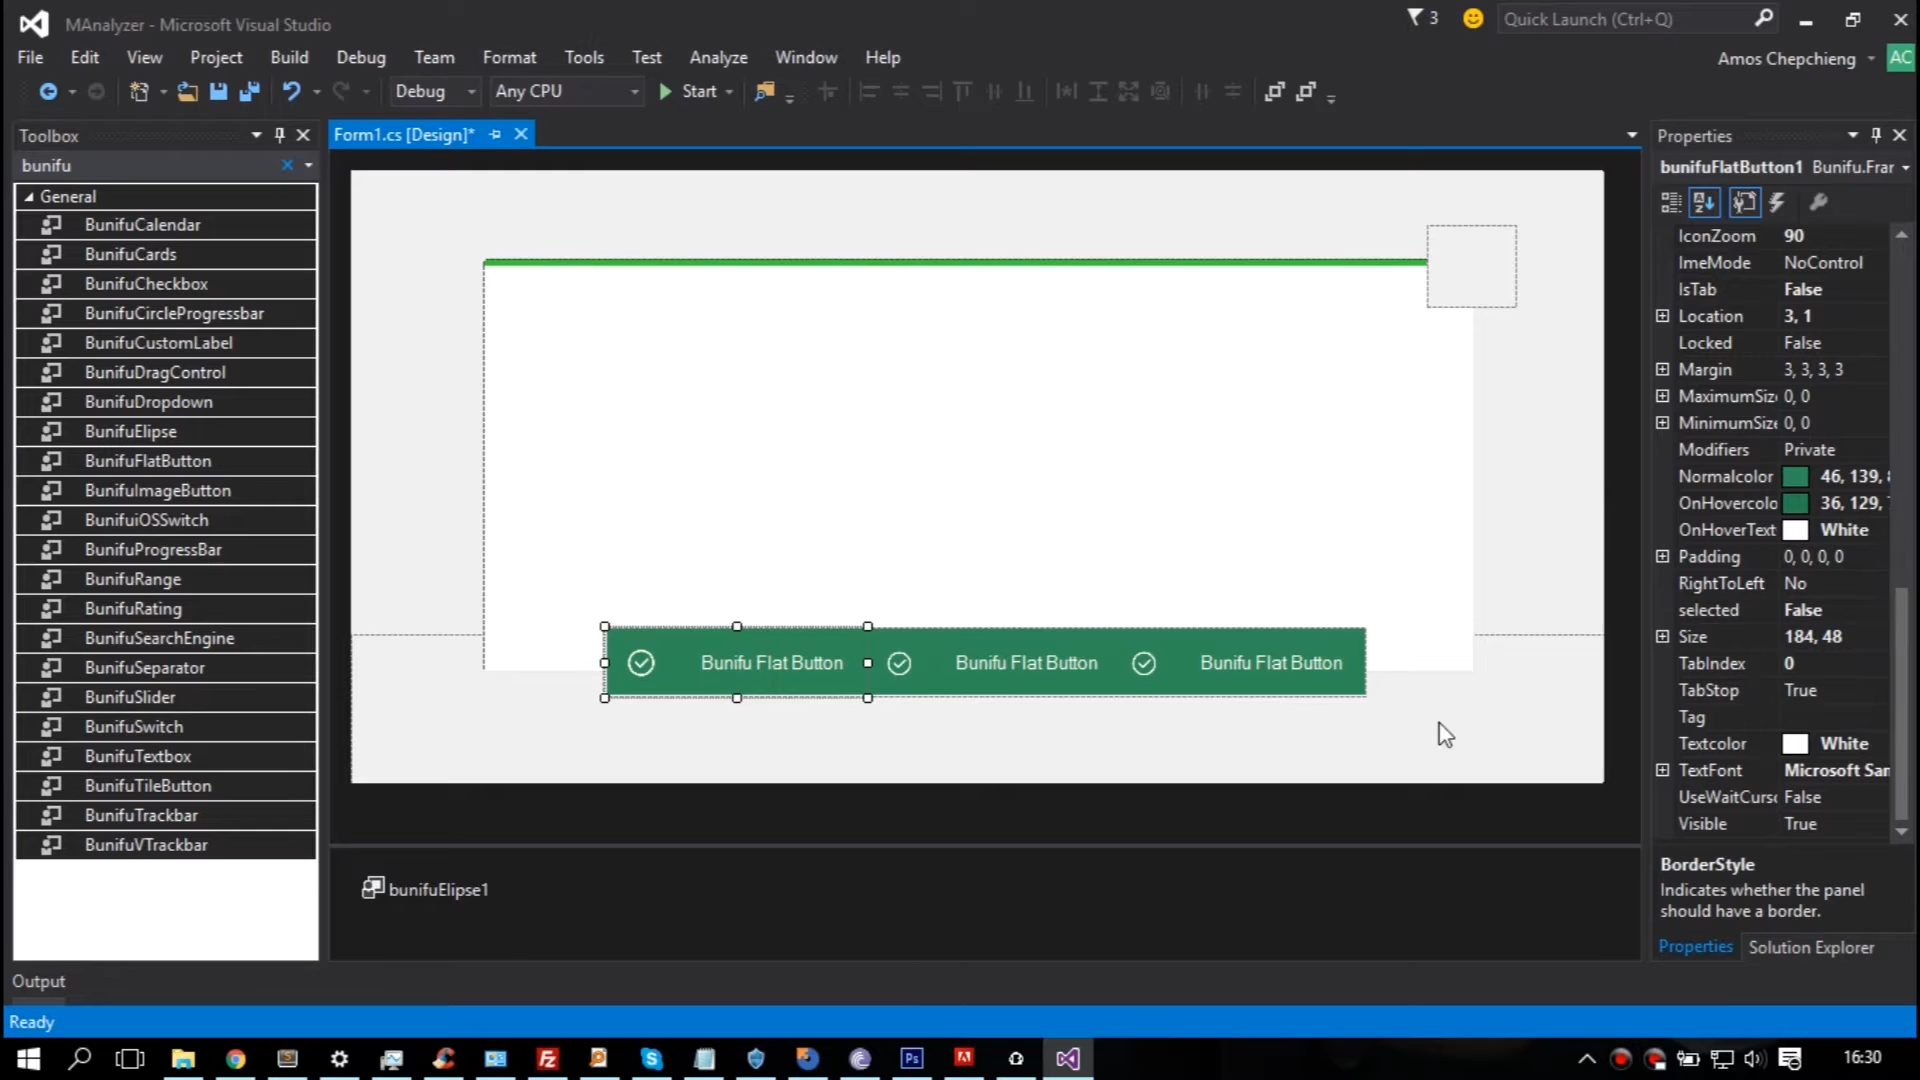 MAnalyzer - Microsoft Visual Studio
3
Quick Launch (Ctrl+Q)
File Edit View Project Build Debug Team Format Tools Test Analyze Window Help
Amos Chepchieng
AC
Debug
Any CPU
Start
Toolbox
bunifu
General
BunifuCalendar
BunifuCards
BunifuCheckbox
BunifuCircleProgressbar
BunifuCustomLabel
BunifuDragControl
BunifuDropdown
BunifuElipse
BunifuFlatButton
BunifuImageButton
BunifuiOSSwitch
BunifuProgressBar
BunifuRange
BunifuRating
BunifuSearchEngine
BunifuSeparator
BunifuSlider
BunifuSwitch
BunifuTextbox
BunifuTileButton
BunifuTrackbar
BunifuVTrackbar
Form1.cs [Design]*
Bunifu Flat Button
Bunifu Flat Button
Bunifu Flat Button
bunifuElipse1
Properties
bunifuFlatButton1 Bunifu.Frar
IconZoom 90
ImeMode NoControl
IsTab False
Location 3, 1
Locked False
Margin 3, 3, 3, 3
MaximumSiz 0, 0
MinimumSize 0, 0
Modifiers Private
Normalcolor 46, 139,
OnHovercolo 36, 129,
OnHoverText White
Padding 0, 0, 0, 0
RightToLeft No
selected False
Size 184, 48
TabIndex 0
TabStop True
Tag
Textcolor White
TextFont Microsoft San
UseWaitCurso False
Visible True
BorderStyle
Indicates whether the panel
should have a border.
Properties Solution Explorer
Output
Ready
Fz
Ps
16:30